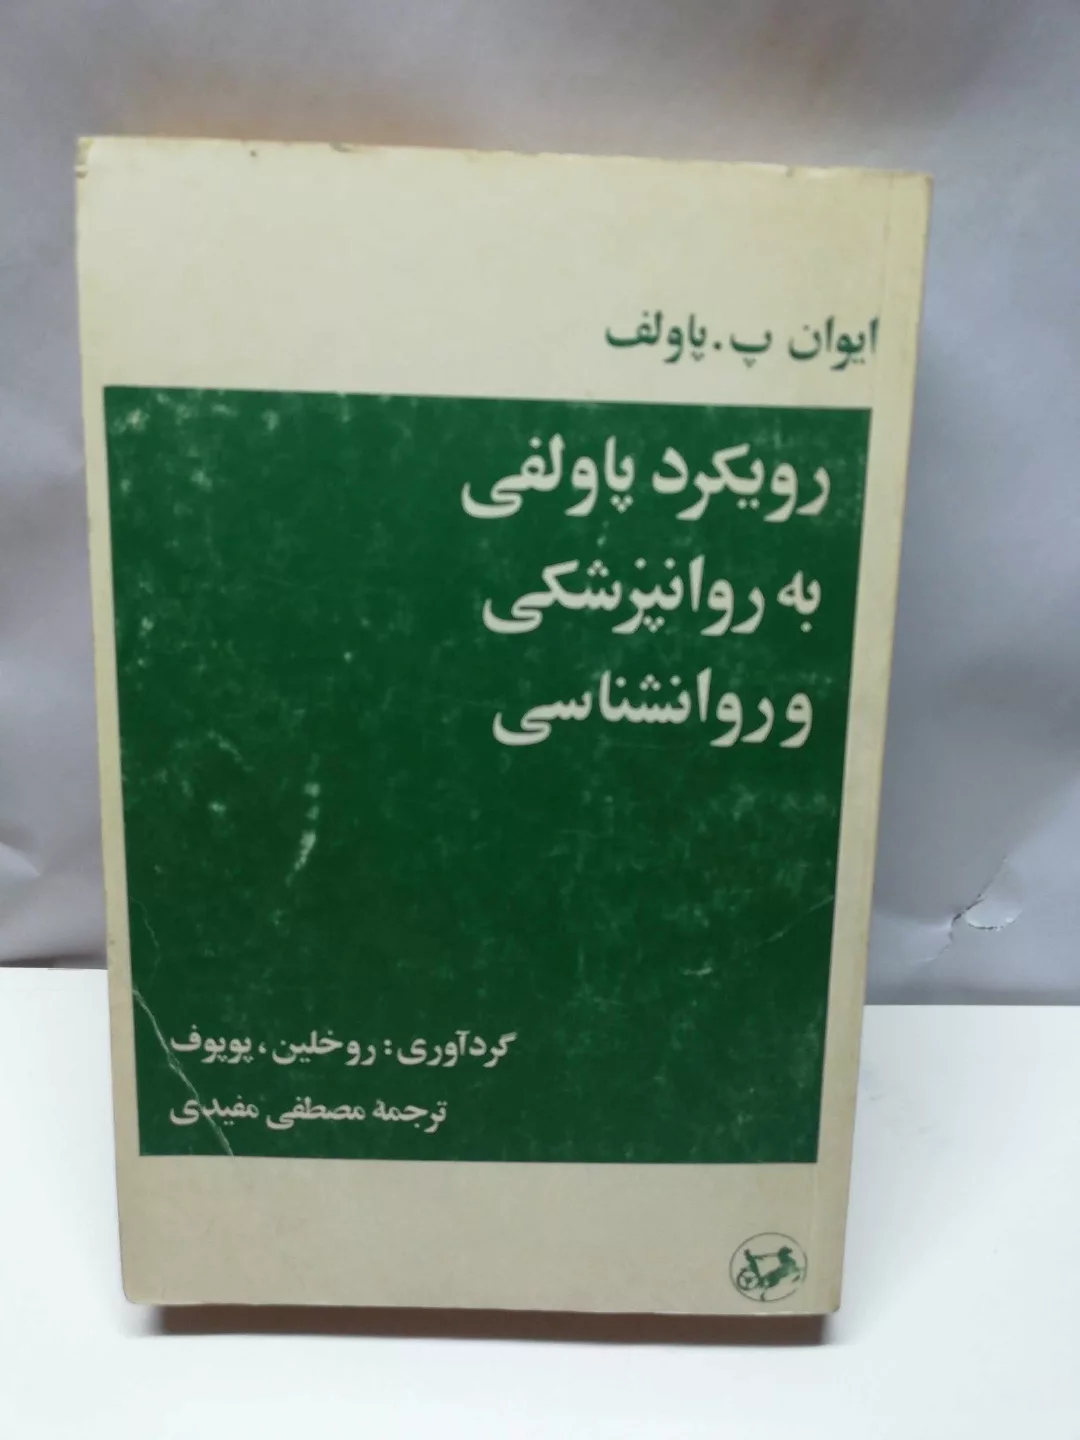 ایوان پ. پاولف
رویکرد پاولفی
به روانپزشکی
و روانشناسی
گردآوری: روخلین، پوپوف
ترجمهٔ مصطفی مفیدی